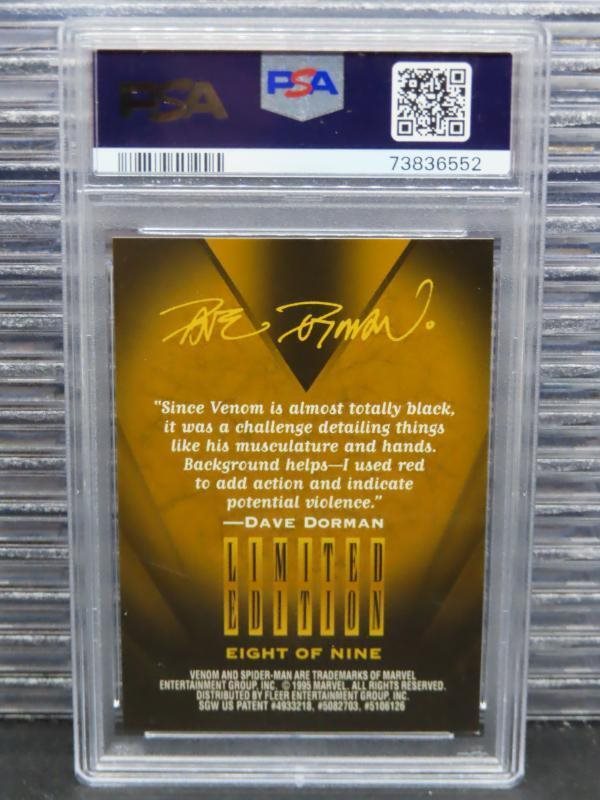 PSA
PSA
73836552
Dave Dorman.
"Since Venom is almost totally black,
it was a challenge detailing things
like his musculature and hands.
Background helps—I used red
to add action and indicate
potential violence."
—DAVE DORMAN
LIMITED
EDITION
EIGHT OF NINE
VENOM AND SPIDER-MAN ARE TRADEMARKS OF MARVEL
ENTERTAINMENT GROUP, INC. ©1995 MARVEL. ALL RIGHTS RESERVED.
DISTRIBUTED BY FLEER ENTERTAINMENT GROUP, INC.
SGW US PATENT #4933218, #5082703, #5106126